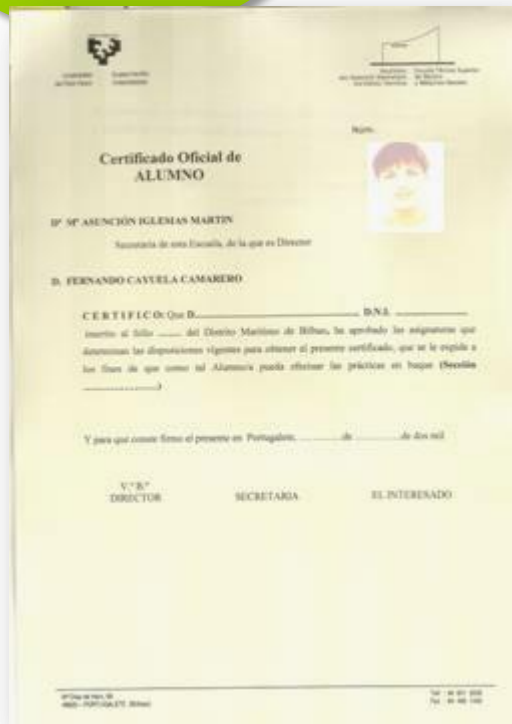 Núm.
Certificado Oficial de
ALUMNO
Dª Mª ASUNCIÓN IGLESIAS MARTIN
Secretaria de esta Escuela, de la que es Director
D. FERNANDO CAYUELA CAMARERO
CERTIFICO: Que D............................................................ D.N.I. ........................
inscrito al folio ........ del Distrito Marítimo de Bilbao, ha aprobado las asignaturas que
determinan las disposiciones vigentes para obtener el presente certificado, que se le expide a
los fines de que como tal Alumno/a pueda efectuar las prácticas en buque (Sección
........................)
Y para que conste firmo el presente en Portugalete, ............... de ............... de dos mil
V.º B.º
DIRECTOR
SECRETARIA
EL INTERESADO
PORTUGALETE